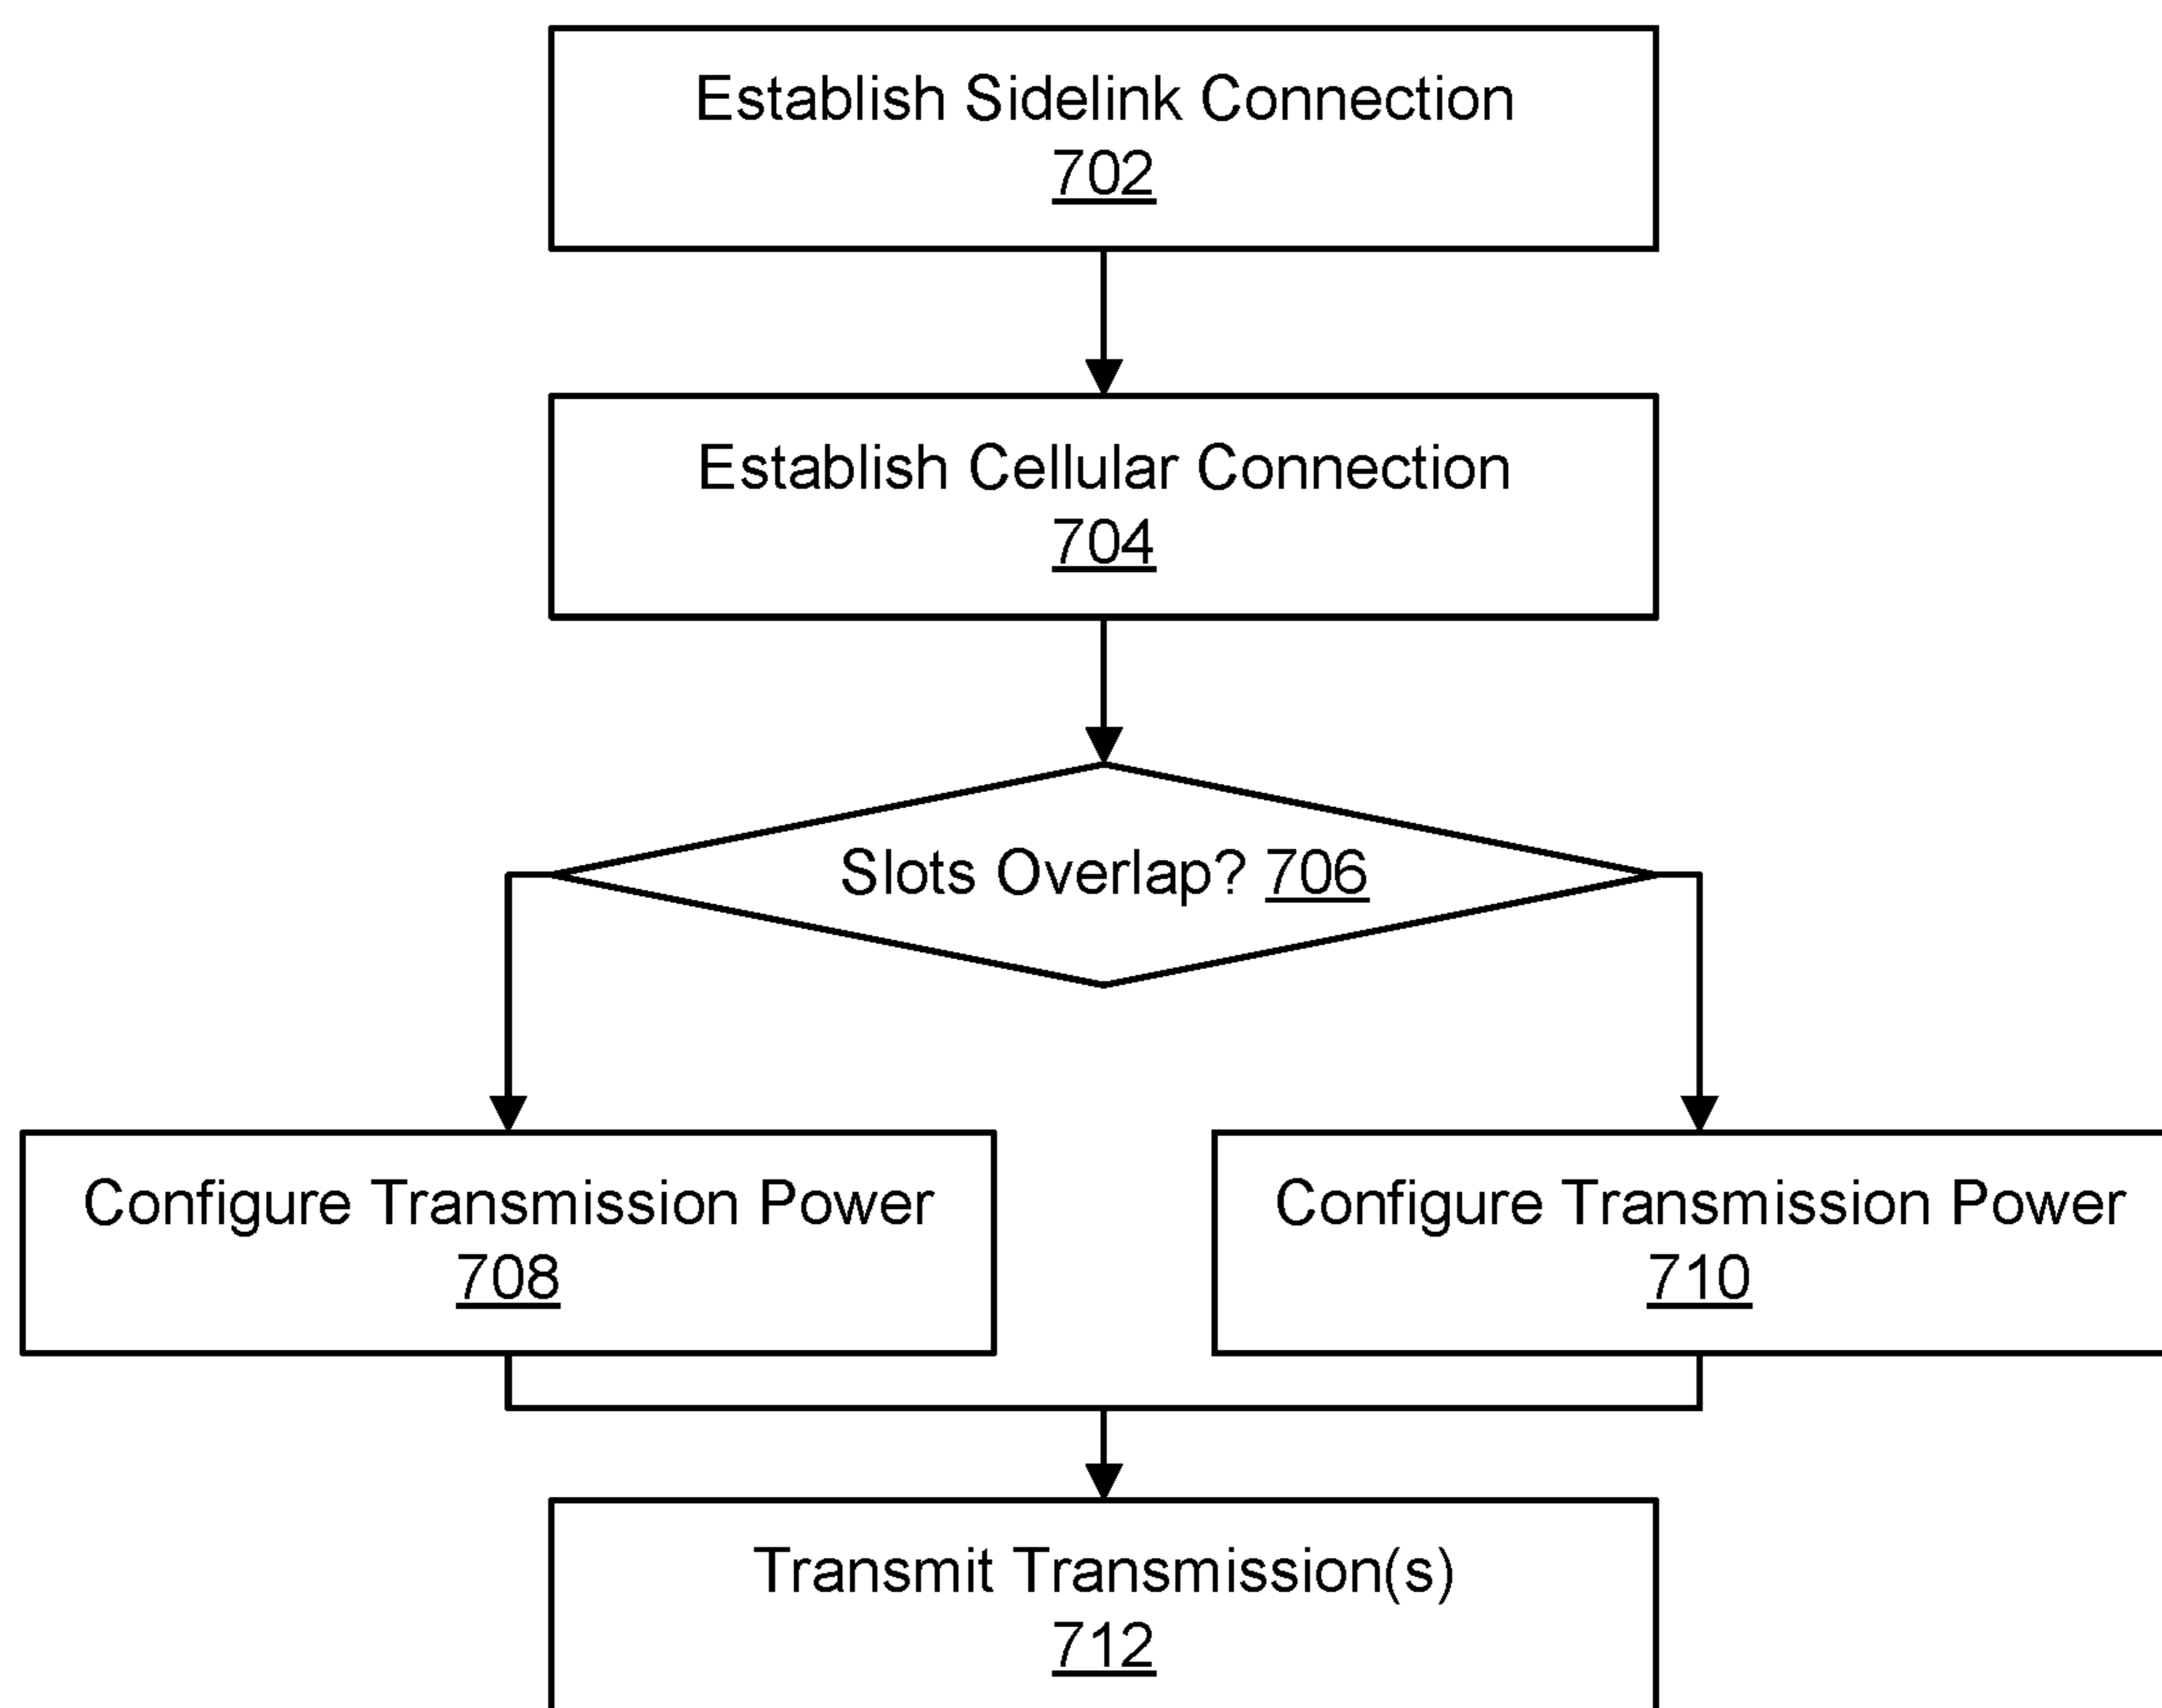 Establish Sidelink Connection
702
Establish Cellular Connection
704
Slots Overlap? 706
Configure Transmission Power
708
Configure Transmission Power
710
Transmit Transmission(s)
712